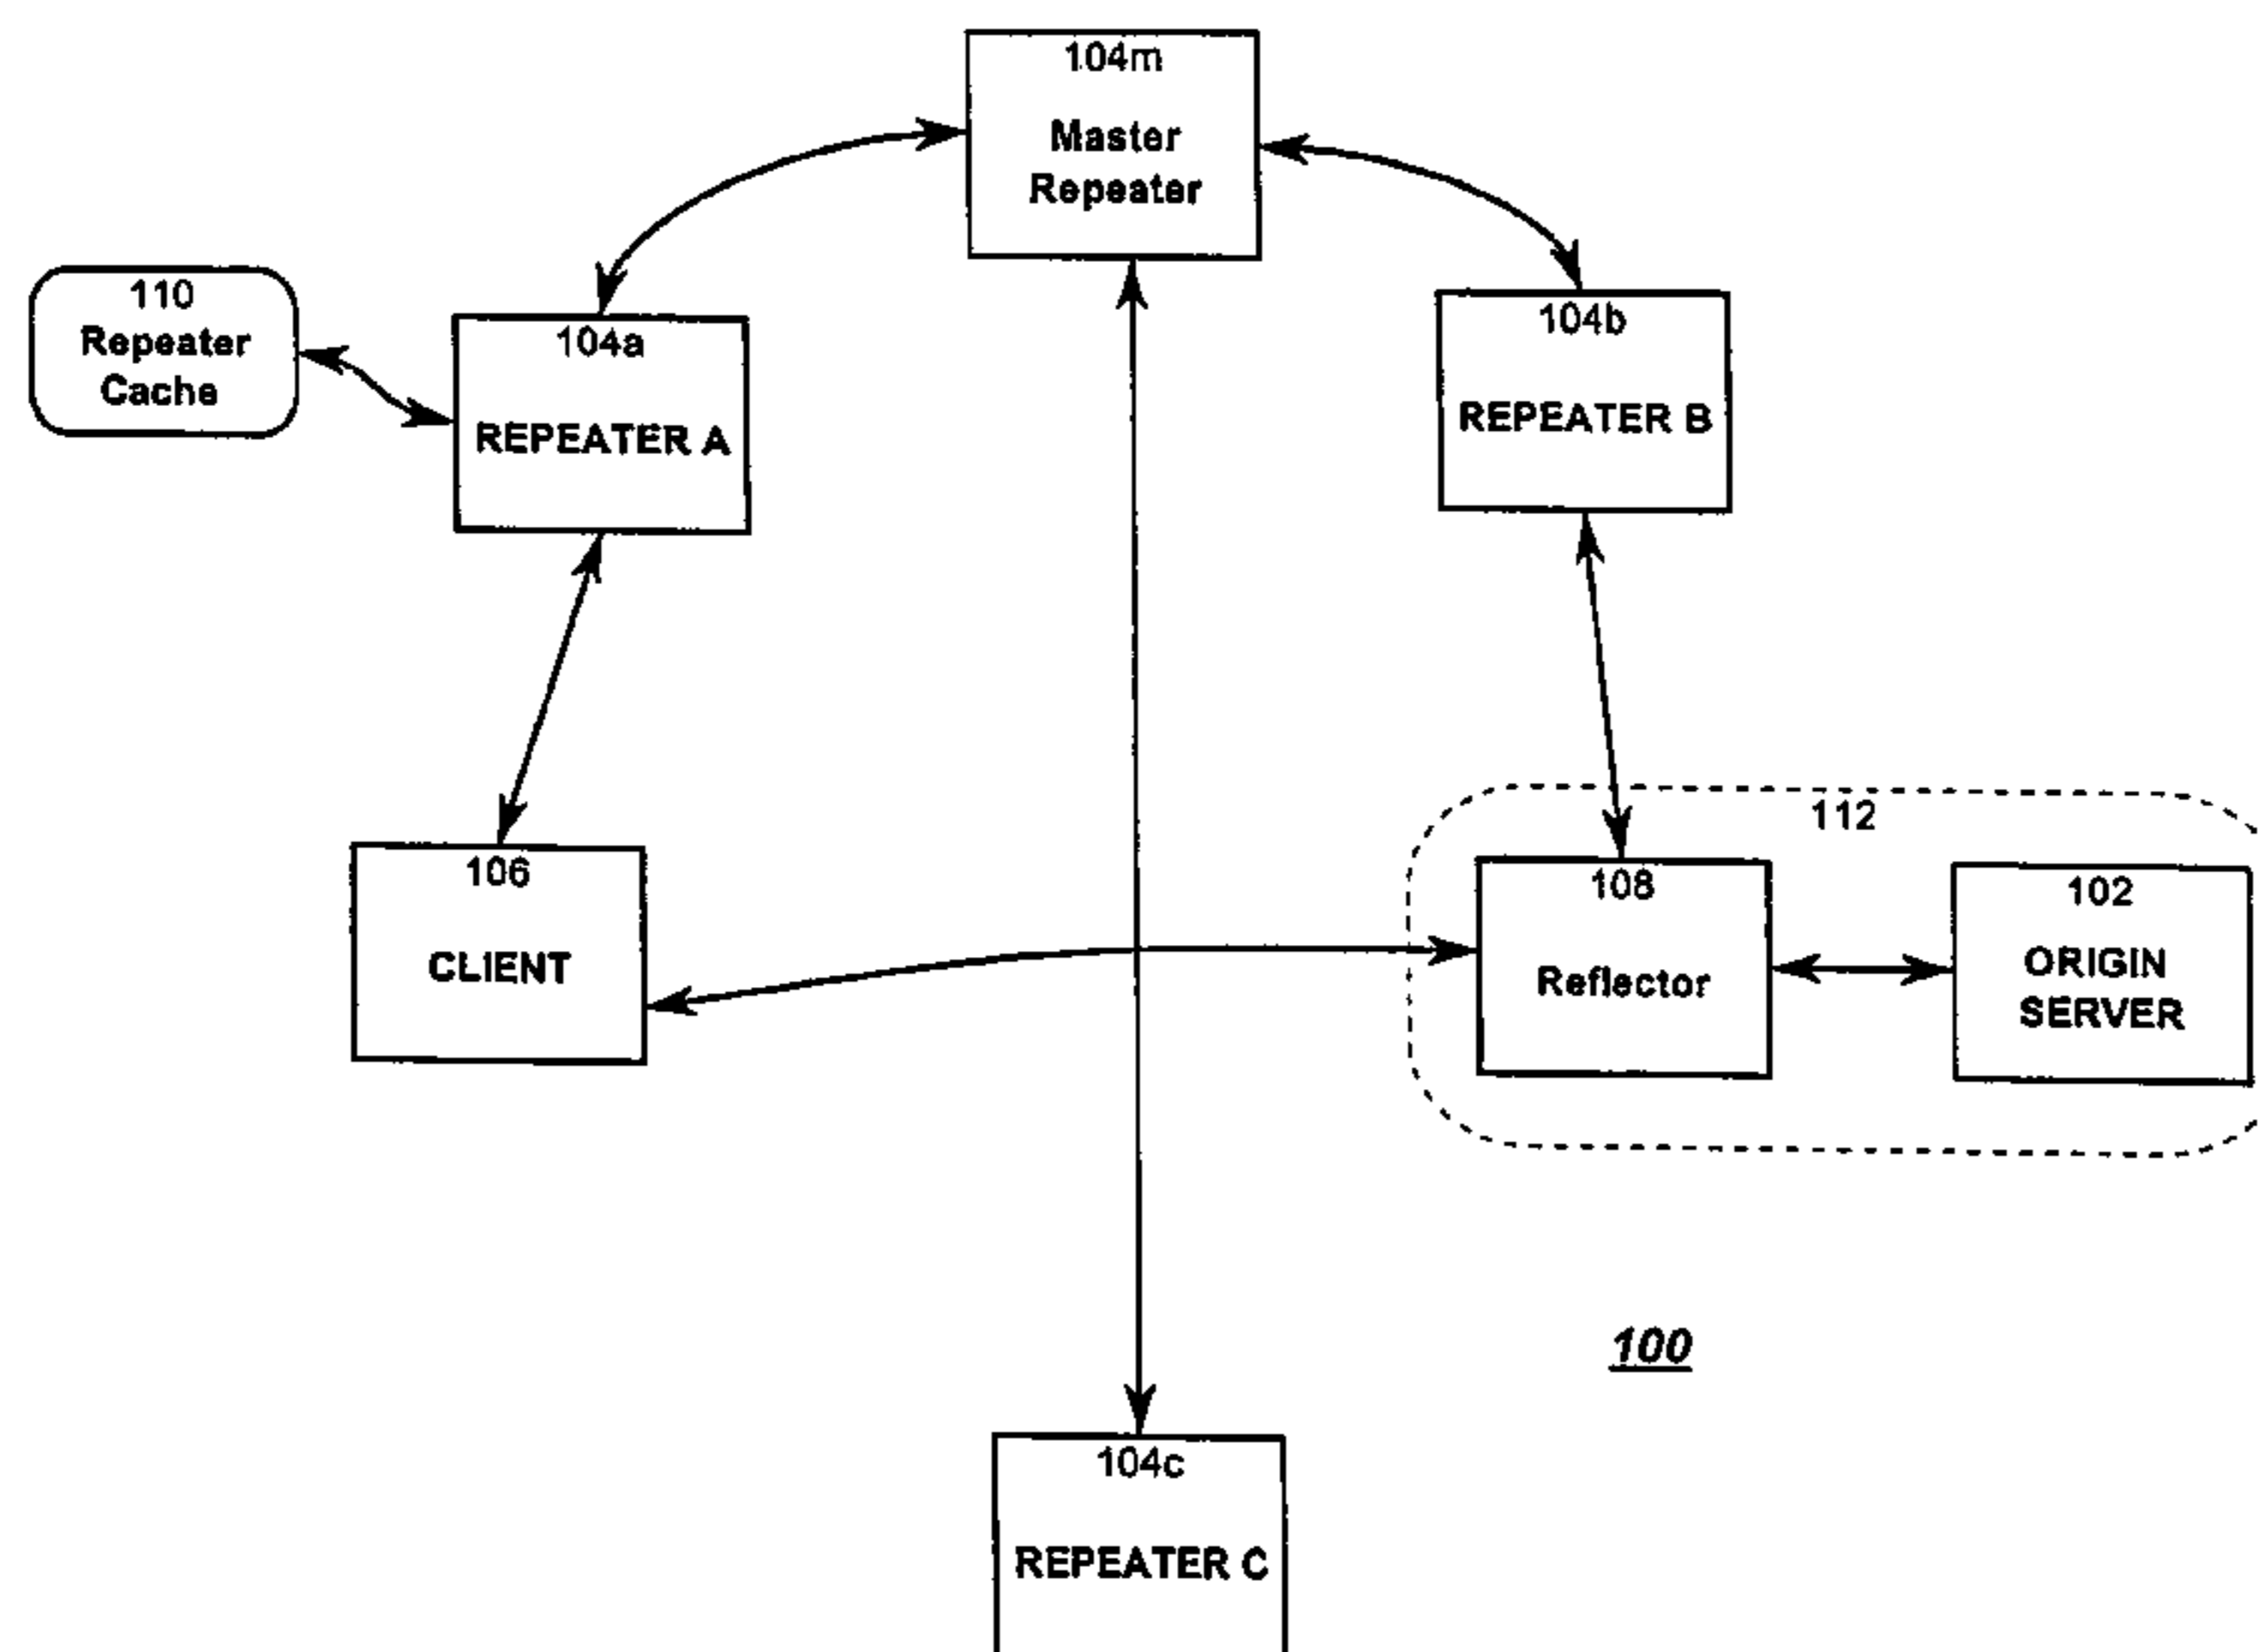 104m
Master
Repeater
110
Repeater
Cache
104a
REPEATER A
104b
REPEATER B
112
106
CLIENT
108
Reflector
102
ORIGIN
SERVER
100
104c
REPEATER C